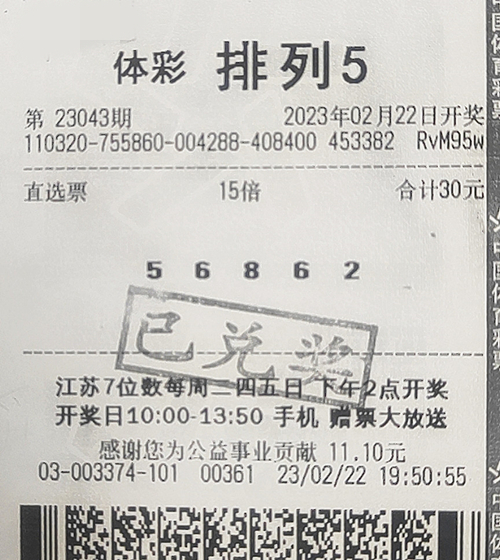 体彩 排列5
第 23043期 2023年02月22日开奖
110320-755860-004288-408400 453382 RvM95w
直选票 15倍 合计30元
5 6 8 6 2
已兑奖
江苏7位数每周二四五日 下午2点开奖
开奖日10:00-13:50 手机 赠票大放送
感谢您为公益事业贡献 11.10元
03-003374-101 00361 23/02/22 19:50:55